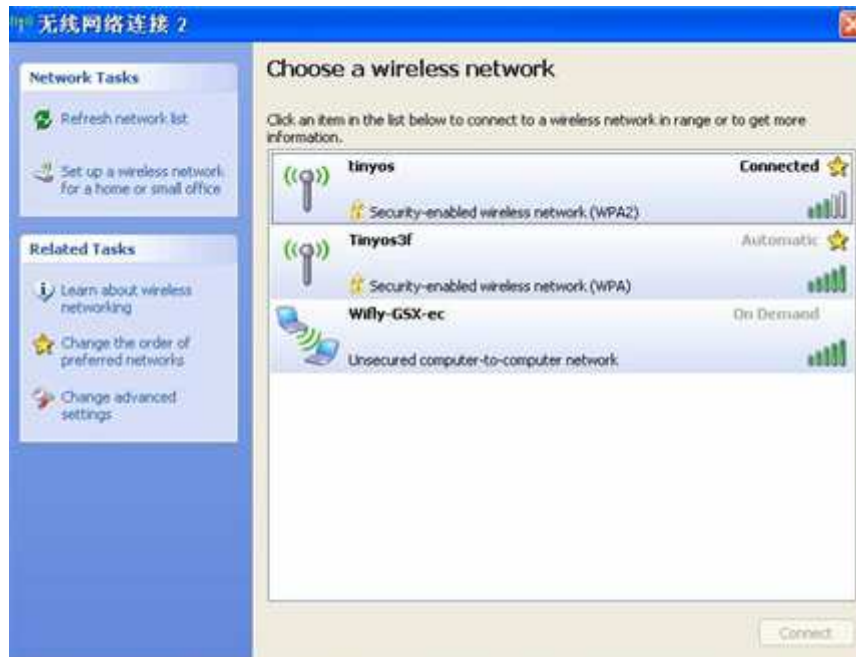 无线网络连接 2
Network Tasks
Refresh network list
Set up a wireless network
for a home or small office
Related Tasks
Learn about wireless
networking
Change the order of
preferred networks
Change advanced
settings
Choose a wireless network
Click an item in the list below to connect to a wireless network in range or to get more
information.
tinyos
Connected
Security-enabled wireless network (WPA2)
Tinyos3f
Automatic
Security-enabled wireless network (WPA)
Wifly-GSX-ec
On Demand
Unsecured computer-to-computer network
Connect